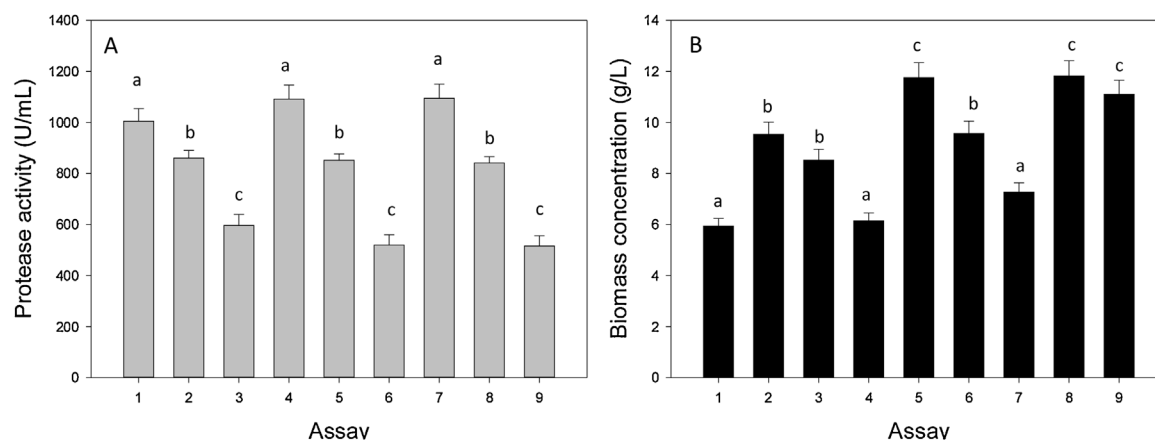 A
Protease activity (U/mL)
1400
1200
1000
800
600
400
200
0
a
b
c
a
b
c
a
b
c
1 2 3 4 5 6 7 8 9
Assay
B
Biomass concentration (g/L)
14
12
10
8
6
4
2
0
a
b
b
a
c
b
a
c
c
1 2 3 4 5 6 7 8 9
Assay